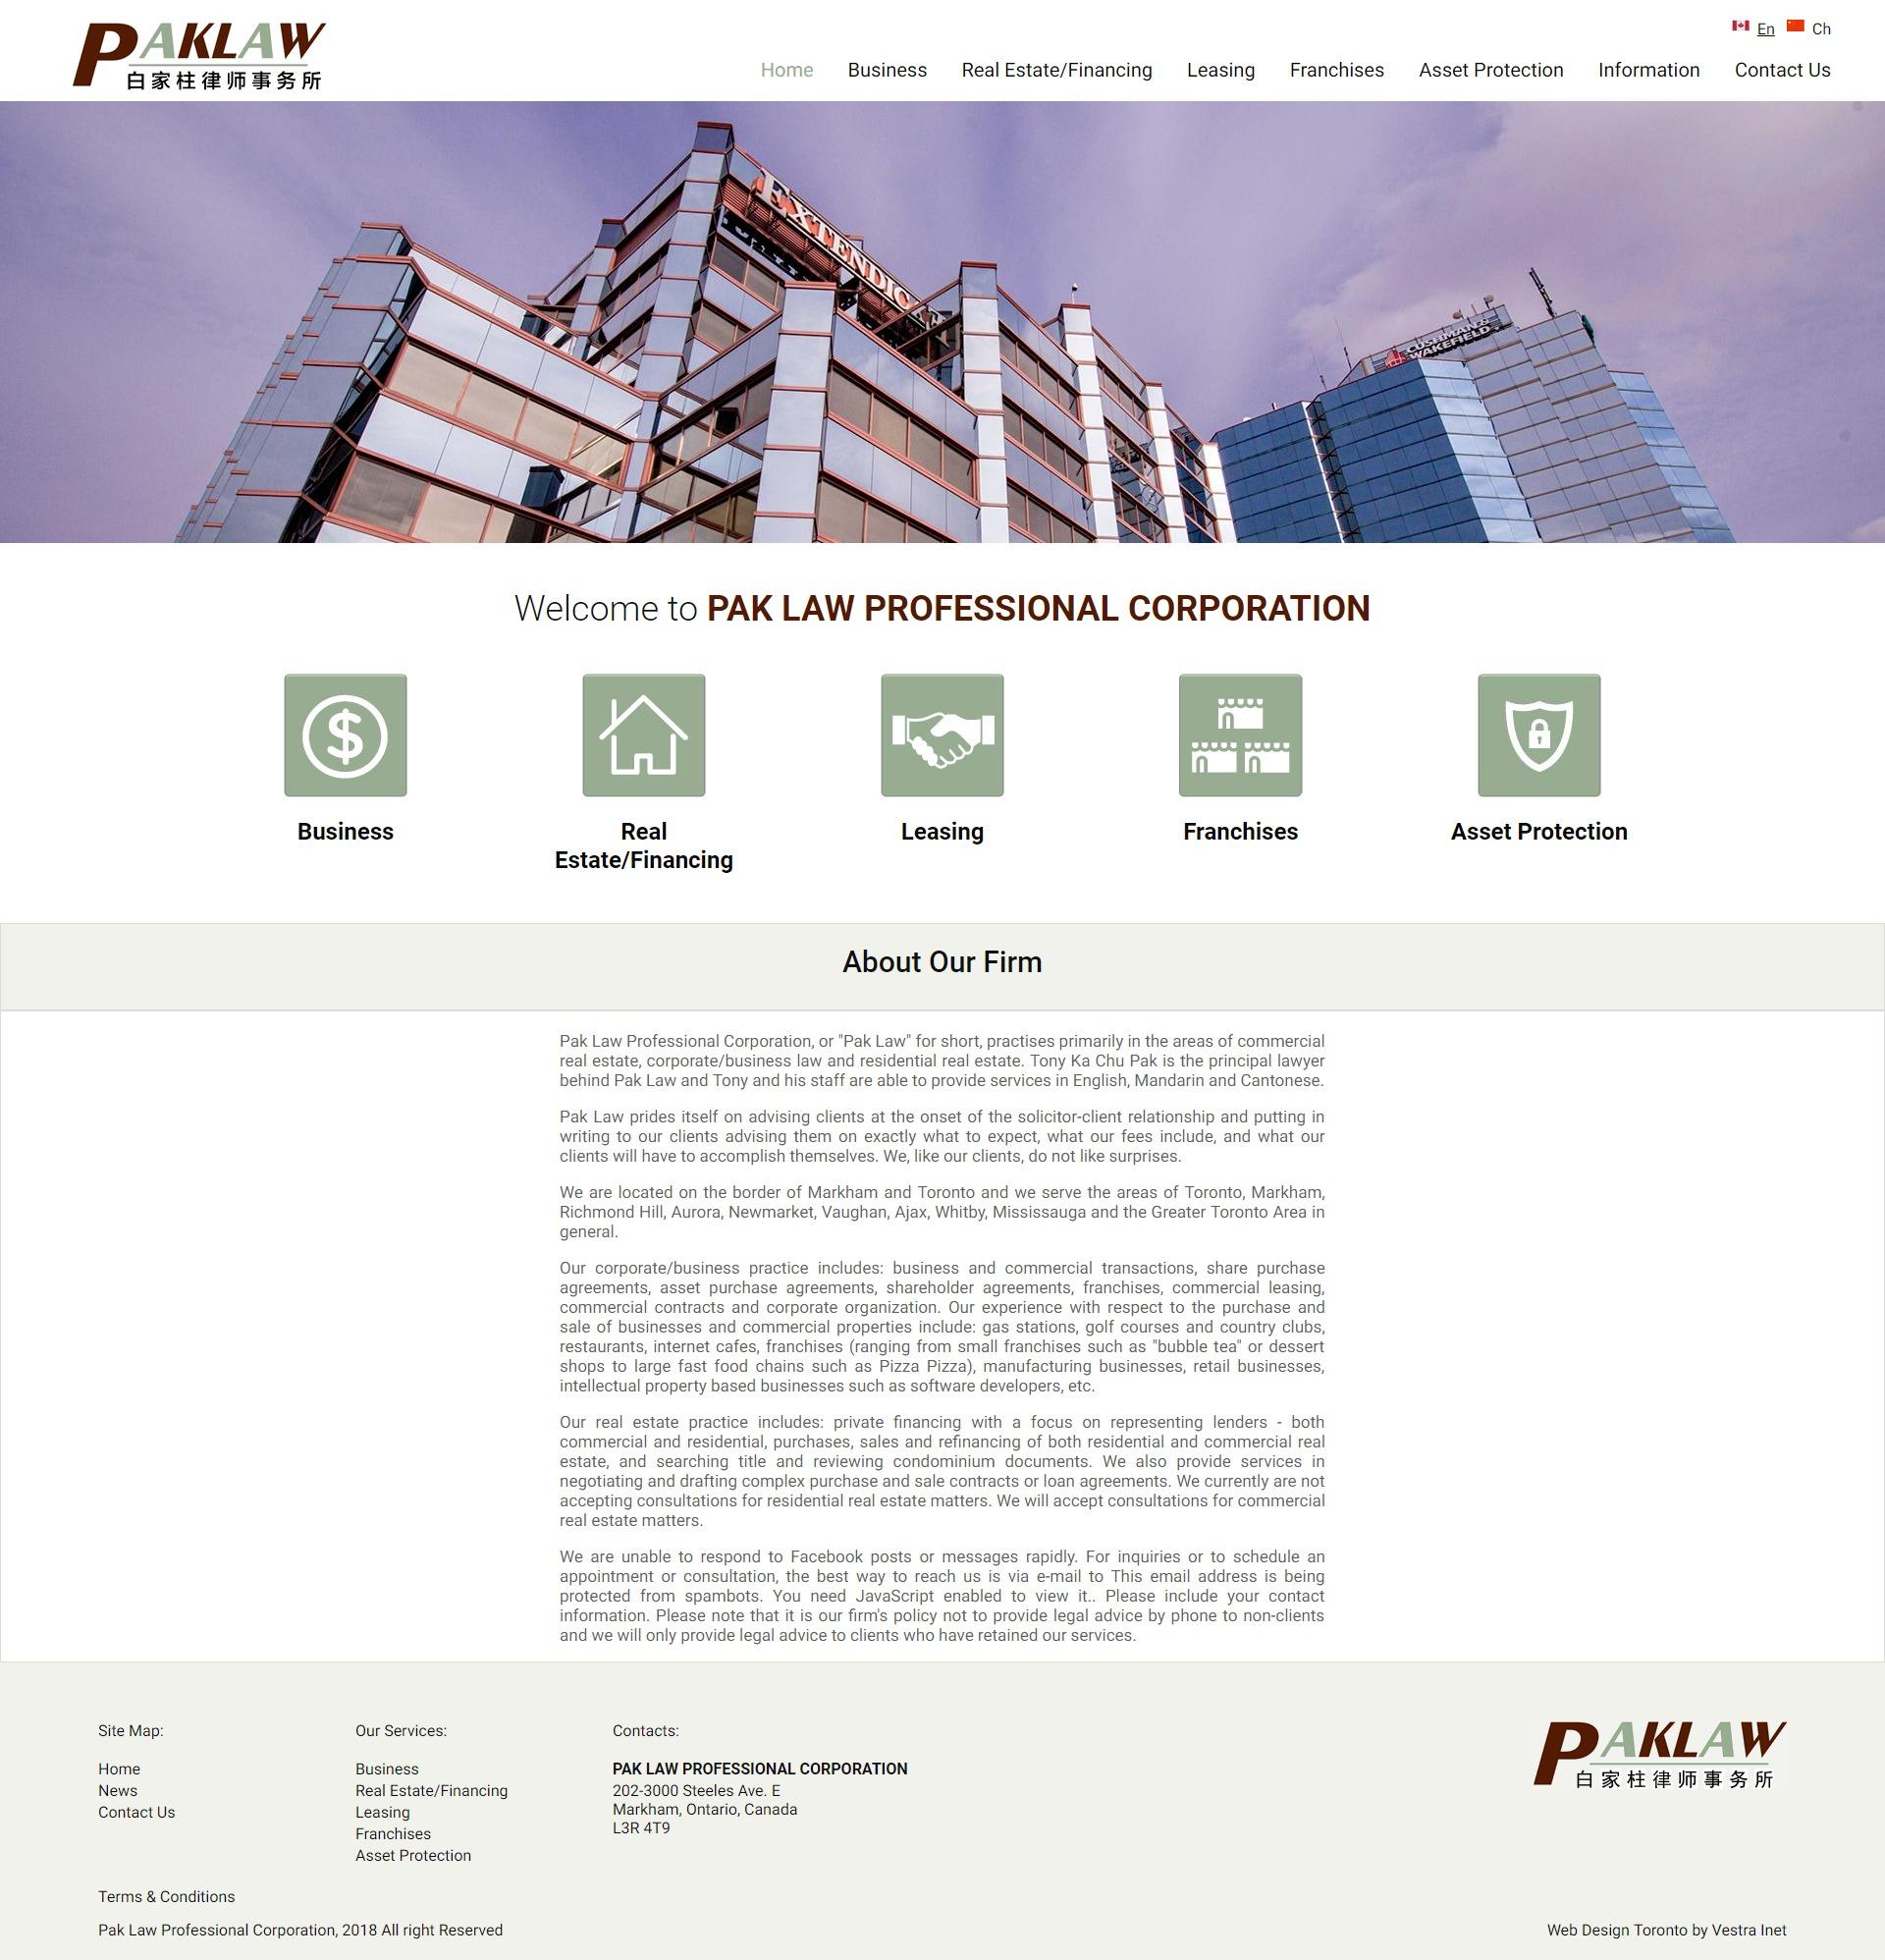 PAKLAW
白家柱律师事务所
En Ch
Home Business Real Estate/Financing Leasing Franchises Asset Protection Information Contact Us
EXTENDICARE
CUSHMAN &
WAKEFIELD
Welcome to PAK LAW PROFESSIONAL CORPORATION
Business
Real
Estate/Financing
Leasing
Franchises
Asset Protection
About Our Firm
Pak Law Professional Corporation, or "Pak Law" for short, practises primarily in the areas of commercial
real estate, corporate/business law and residential real estate. Tony Ka Chu Pak is the principal lawyer
behind Pak Law and Tony and his staff are able to provide services in English, Mandarin and Cantonese.
Pak Law prides itself on advising clients at the onset of the solicitor-client relationship and putting in
writing to our clients advising them on exactly what to expect, what our fees include, and what our
clients will have to accomplish themselves. We, like our clients, do not like surprises.
We are located on the border of Markham and Toronto and we serve the areas of Toronto, Markham,
Richmond Hill, Aurora, Newmarket, Vaughan, Ajax, Whitby, Mississauga and the Greater Toronto Area in
general.
Our corporate/business practice includes: business and commercial transactions, share purchase
agreements, asset purchase agreements, shareholder agreements, franchises, commercial leasing,
commercial contracts and corporate organization. Our experience with respect to the purchase and
sale of businesses and commercial properties include: gas stations, golf courses and country clubs,
restaurants, internet cafes, franchises (ranging from small franchises such as "bubble tea" or dessert
shops to large fast food chains such as Pizza Pizza), manufacturing businesses, retail businesses,
intellectual property based businesses such as software developers, etc.
Our real estate practice includes: private financing with a focus on representing lenders - both
commercial and residential, purchases, sales and refinancing of both residential and commercial real
estate, and searching title and reviewing condominium documents. We also provide services in
negotiating and drafting complex purchase and sale contracts or loan agreements. We currently are not
accepting consultations for residential real estate matters. We will accept consultations for commercial
real estate matters.
We are unable to respond to Facebook posts or messages rapidly. For inquiries or to schedule an
appointment or consultation, the best way to reach us is via e-mail to This email address is being
protected from spambots. You need JavaScript enabled to view it.. Please include your contact
information. Please note that it is our firm's policy not to provide legal advice by phone to non-clients
and we will only provide legal advice to clients who have retained our services.
Site Map:
Home
News
Contact Us
Our Services:
Business
Real Estate/Financing
Leasing
Franchises
Asset Protection
Contacts:
PAK LAW PROFESSIONAL CORPORATION
202-3000 Steeles Ave. E
Markham, Ontario, Canada
L3R 4T9
PAKLAW
白家柱律师事务所
Terms & Conditions
Pak Law Professional Corporation, 2018 All right Reserved
Web Design Toronto by Vestra Inet